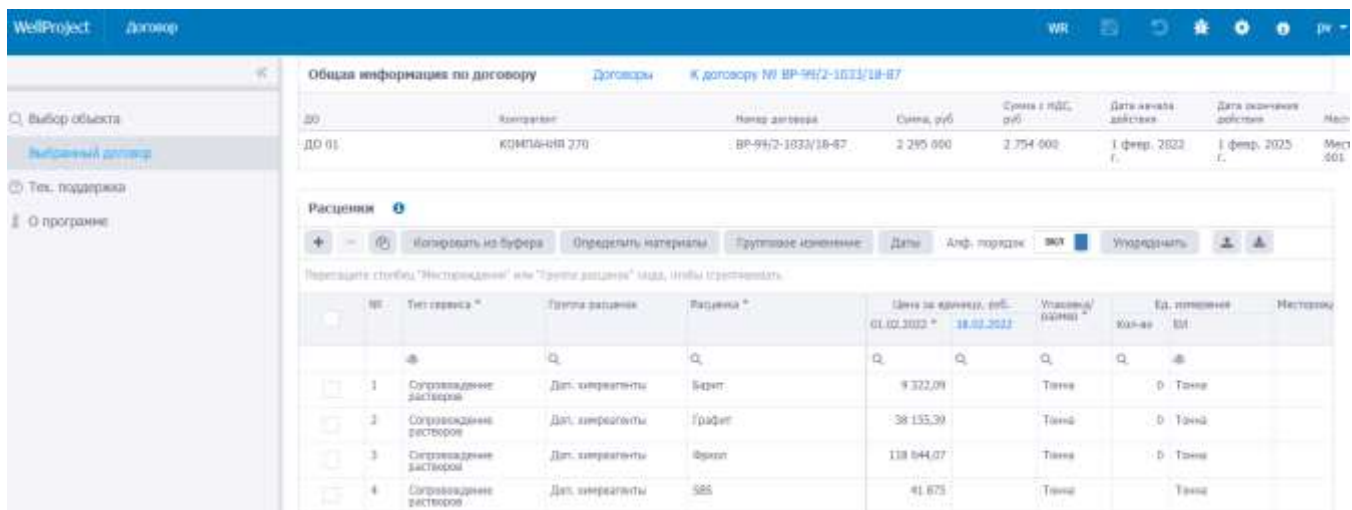 WellProject Договор WR
Общая информация по договору Договоры К договору № ВР-99/2-1033/18-87
Выбор объекта
Выбранный договор
Тех. поддержка
О программе
ДО Контрагент Номер договора Сумма, руб Сумма с НДС, руб Дата начала действия Дата окончания действия
ДО 01 КОМПАНИЯ 270 ВР-99/2-1033/18-87 2 295 000 2 754 000 1 февр. 2022 г. 1 февр. 2025 г. Мест 001
Расценки
Копировать из буфера Определить материалы Групповое изменение Даты Алф. порядок ВКЛ Упорядочить
Перетащите столбец "Месторождение" или "Группа расценок" сюда, чтобы сгруппировать
№ Тип сервиса * Группа расценок Расценка * Цена за единицу, руб. Упаковка/ размер * Ед. измерения
01.02.2022 * 18.02.2022 Кол-во ЕИ
1 Сопровождение растворов Доп. химреагенты Барит 9 322,09 Тонна 0 Тонна
2 Сопровождение растворов Доп. химреагенты Графит 38 155,39 Тонна 0 Тонна
3 Сопровождение растворов Доп. химреагенты 118 644,07 Тонна 0 Тонна
4 Сопровождение растворов Доп. химреагенты SBS 41 875 Тонна Тонна